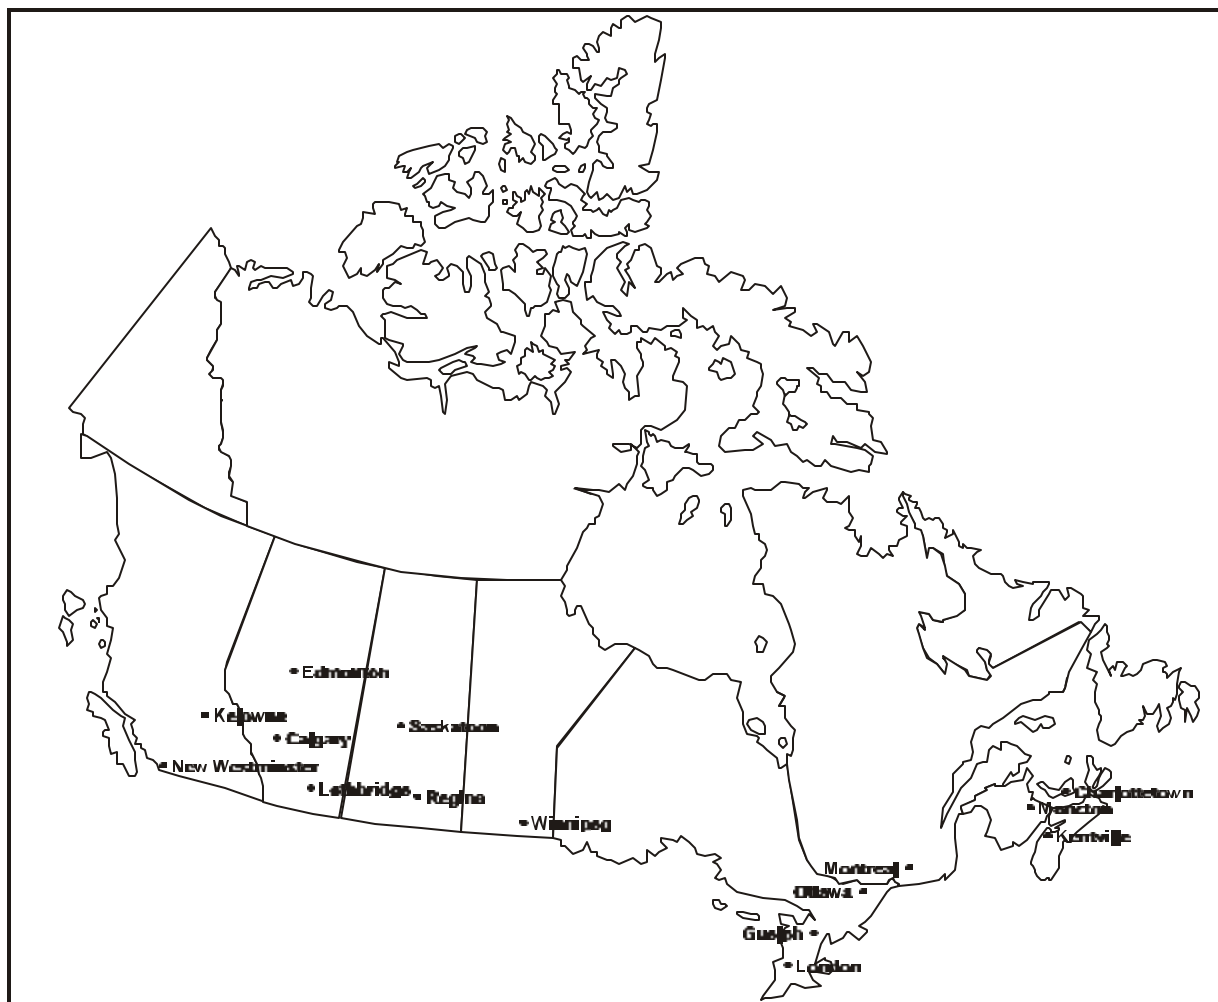 Edmonton
Kelowna
Saskatoon
Calgary
New Westminster
Lethbridge
Regina
Charlottetown
Moncton
Winnipeg
Kentville
Montreal
Ottawa
Guelph
London